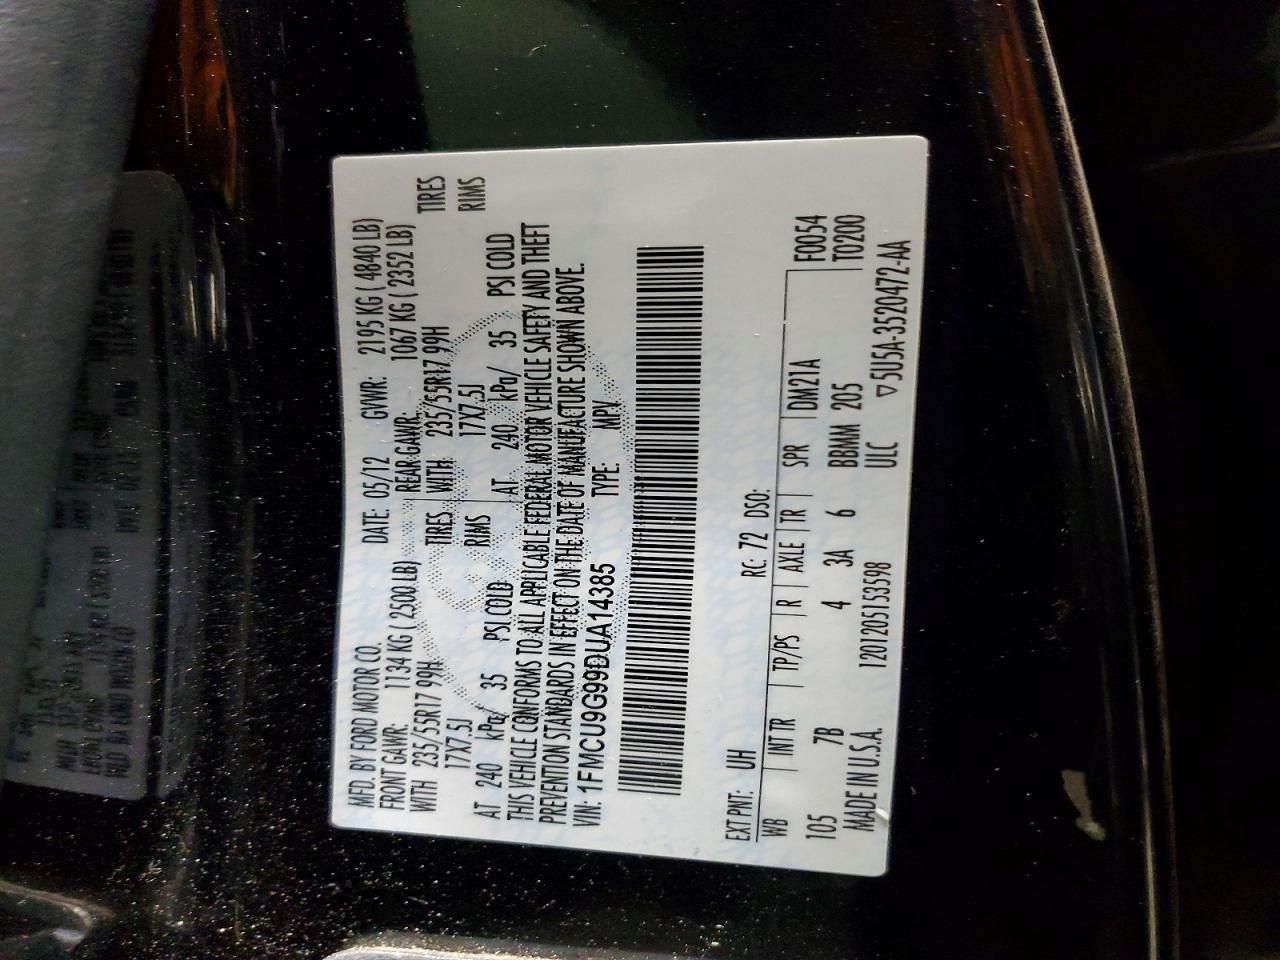 MFD. BY FORD MOTOR CO.
DATE: 05/12 GVWR: 2195 KG ( 4840 LB)
FRONT GAWR: 1134 KG ( 2500 LB) REAR GAWR: 1067 KG ( 2352 LB)
WITH 235/55R17 99H TIRES WITH 235/55R17 99H TIRES
17X7.5J RIMS 17X7.5J RIMS
AT 240 kPa/ 35 PSI COLD AT 240 kPa/ 35 PSI COLD
THIS VEHICLE CONFORMS TO ALL APPLICABLE FEDERAL MOTOR VEHICLE SAFETY AND THEFT
PREVENTION STANDARDS IN EFFECT ON THE DATE OF MANUFACTURE SHOWN ABOVE.
VIN: 1FMCU9G99DUA14385 TYPE: MPV
EXT PNT: UH RC: 72 DSO:
WB INT TR TP/PS R AXLE TR SPR DM21A F0054
105 7B 4 3A 6 BBMM 205 T0200
MADE IN U.S.A. 120120515359B ULC ▽5U5A-3520472-AA